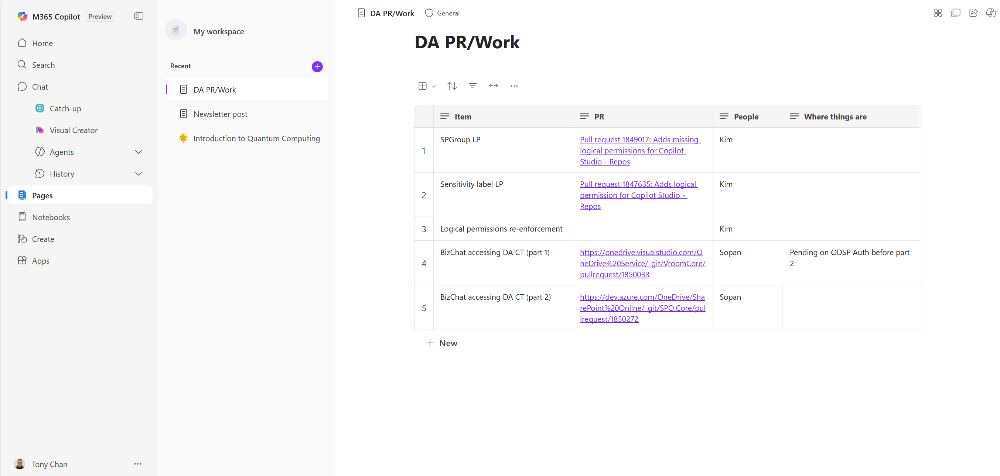 M365 Copilot Preview
Home
Search
Chat
Catch-up
Visual Creator
Agents
History
Pages
Notebooks
Create
Apps
Tony Chan
My workspace
Recent
DA PR/Work
Newsletter post
Introduction to Quantum Computing
DA PR/Work General
DA PR/Work
Item PR People Where things are
1
SPGroup LP
Pull request 1849017: Adds missing
logical permissions for Copilot
Studio - Repos
Kim
2
Sensitivity label LP
Pull request 1847635: Adds logical
permission for Copilot Studio -
Repos
Kim
3
Logical permissions re-enforcement
Kim
4
BizChat accessing DA CT (part 1)
https://onedrive.visualstudio.com/O
neDrive%20Service/_git/VroomCore/
pullrequest/1850033
Sopan
Pending on ODSP Auth before part
2
5
BizChat accessing DA CT (part 2)
https://dev.azure.com/OneDrive/Sha
rePoint%20Online/_git/SPO.Core/pul
lrequest/1850272
Sopan
New